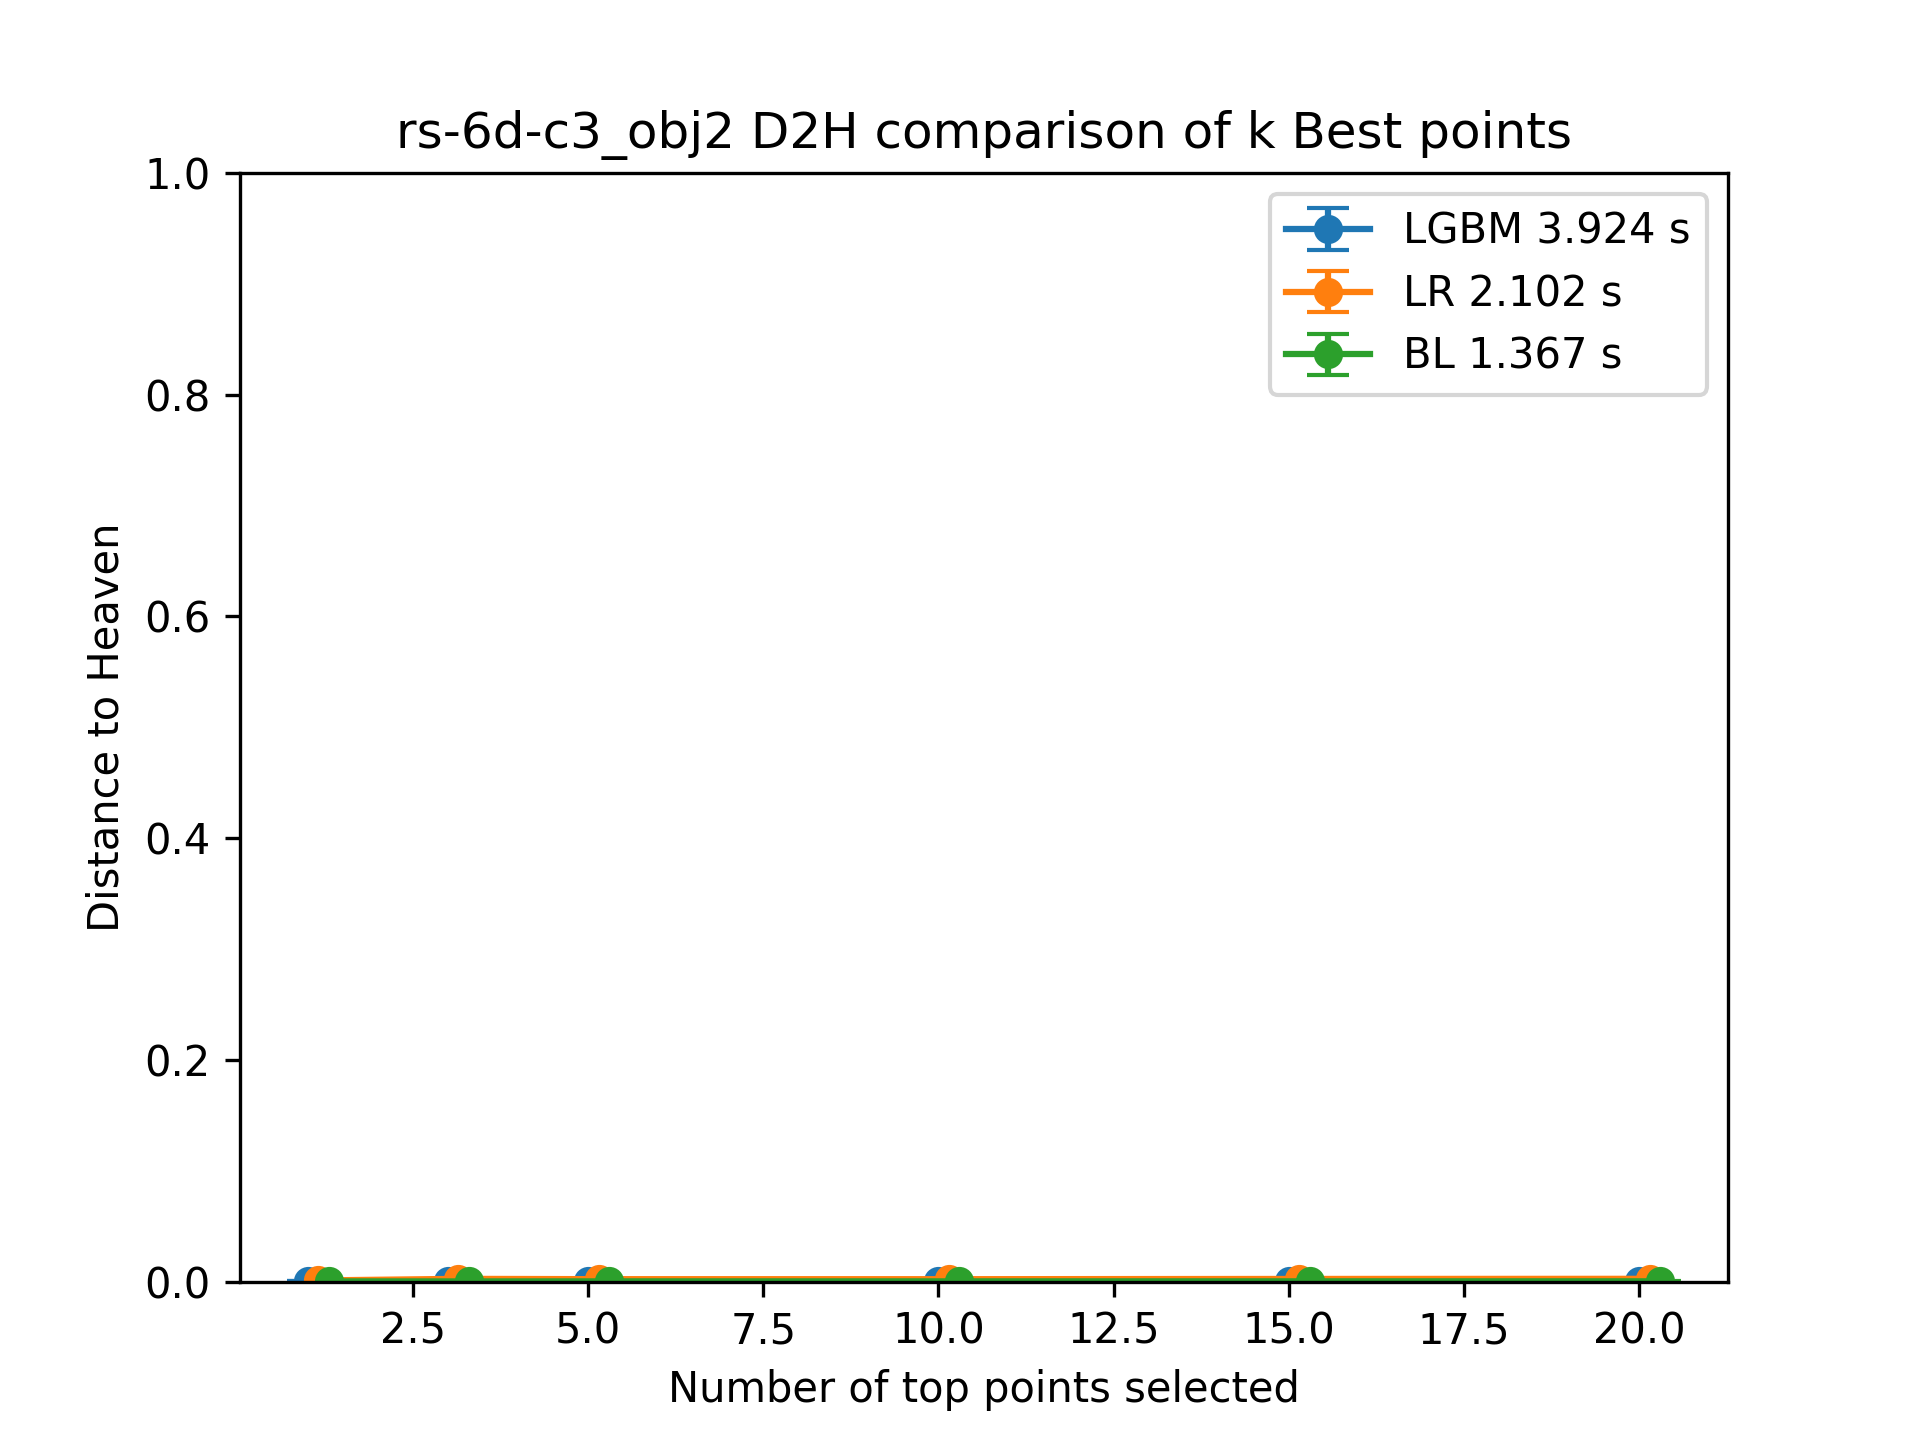 rs-6d-c3_obj2 D2H comparison of k Best points
1.0
0.8
0.6
0.4
0.2
0.0
Distance to Heaven
LGBM 3.924 s
LR 2.102 s
BL 1.367 s
2.5 5.0 7.5 10.0 12.5 15.0 17.5 20.0
Number of top points selected